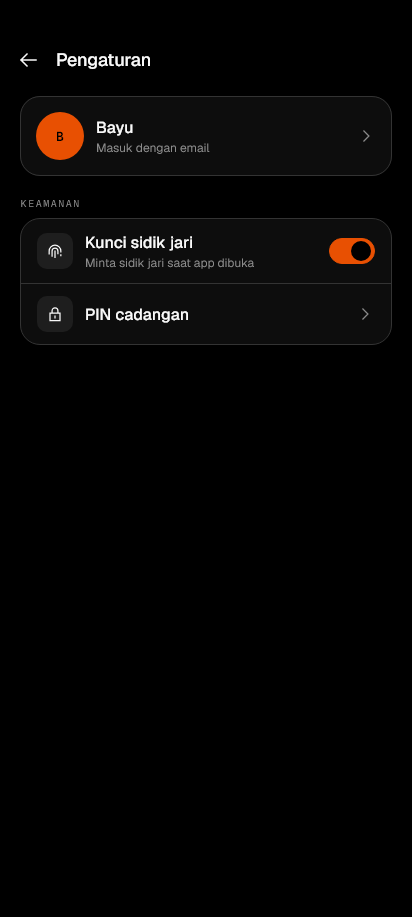 Pengaturan
B
Bayu
Masuk dengan email
KEAMANAN
Kunci sidik jari
Minta sidik jari saat app dibuka
PIN cadangan